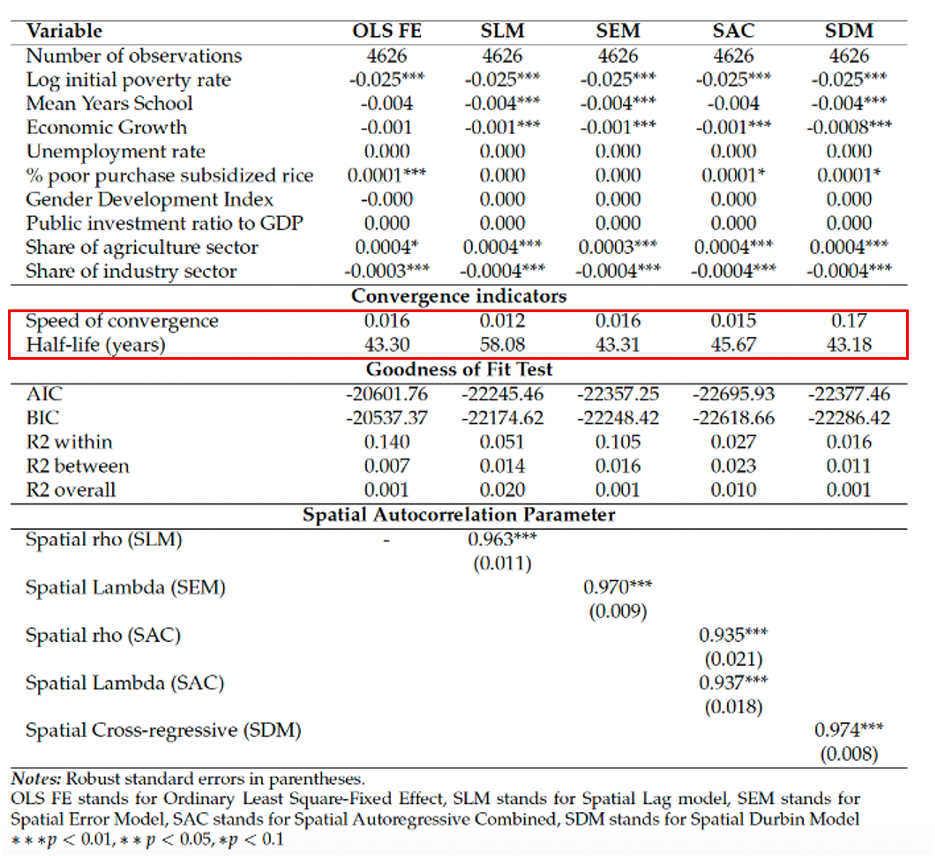 Variable OLS FE SLM SEM SAC SDM
Number of observations 4626 4626 4626 4626 4626
Log initial poverty rate -0.025*** -0.025*** -0.025*** -0.025*** -0.025***
Mean Years School -0.004 -0.004*** -0.004*** -0.004 -0.004***
Economic Growth -0.001 -0.001*** -0.001*** -0.001*** -0.0008***
Unemployment rate 0.000 0.000 0.000 0.000 0.000
% poor purchase subsidized rice 0.0001*** 0.000 0.000 0.0001* 0.0001*
Gender Development Index -0.000 0.000 0.000 0.000 0.000
Public investment ratio to GDP 0.000 0.000 0.000 0.000 0.000
Share of agriculture sector 0.0004* 0.0004*** 0.0003*** 0.0004*** 0.0004***
Share of industry sector -0.0003*** -0.0004*** -0.0004*** -0.0004*** -0.0004***
Convergence indicators
Speed of convergence 0.016 0.012 0.016 0.015 0.17
Half-life (years) 43.30 58.08 43.31 45.67 43.18
Goodness of Fit Test
AIC -20601.76 -22245.46 -22357.25 -22695.93 -22377.46
BIC -20537.37 -22174.62 -22248.42 -22618.66 -22286.42
R2 within 0.140 0.051 0.105 0.027 0.016
R2 between 0.007 0.014 0.016 0.023 0.011
R2 overall 0.001 0.020 0.001 0.010 0.001
Spatial Autocorrelation Parameter
Spatial rho (SLM) - 0.963***
(0.011)
Spatial Lambda (SEM) 0.970***
(0.009)
Spatial rho (SAC) 0.935***
(0.021)
Spatial Lambda (SAC) 0.937***
(0.018)
Spatial Cross-regressive (SDM) 0.974***
(0.008)
Notes: Robust standard errors in parentheses.
OLS FE stands for Ordinary Least Square-Fixed Effect, SLM stands for Spatial Lag model, SEM stands for
Spatial Error Model, SAC stands for Spatial Autoregressive Combined, SDM stands for Spatial Durbin Model
* * *p < 0.01, * * p < 0.05, *p < 0.1